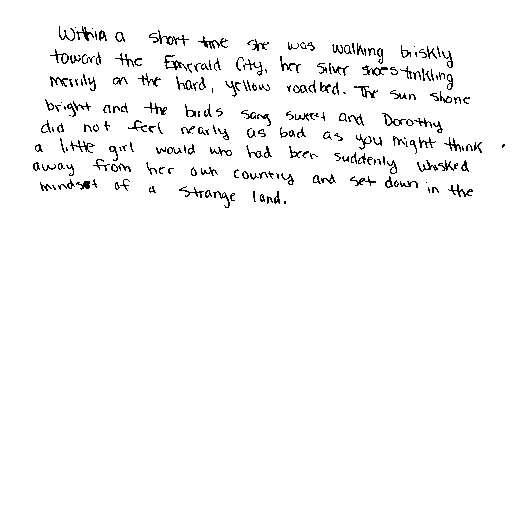 Within a short time she was walking briskly
toward the Emerald City, her silver shoes tinkling
merrily on the hard, yellow roadbed. The sun shone
bright and the birds sang sweet and Dorothy
did not feel nearly as bad as you might think
a little girl would who had been suddenly whisked
away from her own country and set down in the
mindset of a strange land.